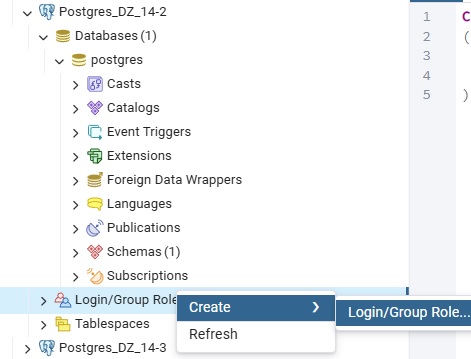 Postgres_DZ_14-2
Databases (1)
postgres
Casts
Catalogs
Event Triggers
Extensions
Foreign Data Wrappers
Languages
Publications
Schemas (1)
Subscriptions
Login/Group Role
Create
Login/Group Role...
Refresh
Tablespaces
Postgres_DZ_14-3
1 C
2 (
3
4
5 )